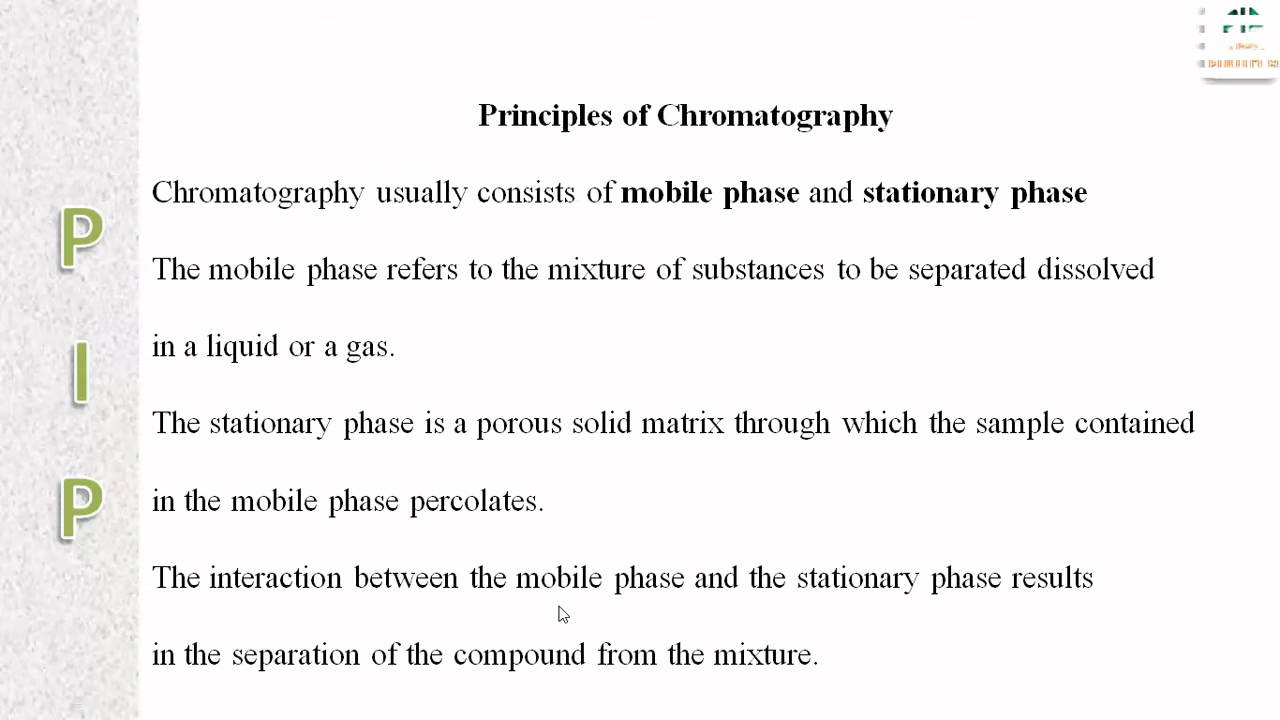 Principles of Chromatography
Chromatography usually consists of mobile phase and stationary phase
The mobile phase refers to the mixture of substances to be separated dissolved
in a liquid or a gas.
The stationary phase is a porous solid matrix through which the sample contained
in the mobile phase percolates.
The interaction between the mobile phase and the stationary phase results
in the separation of the compound from the mixture.
P
I
P